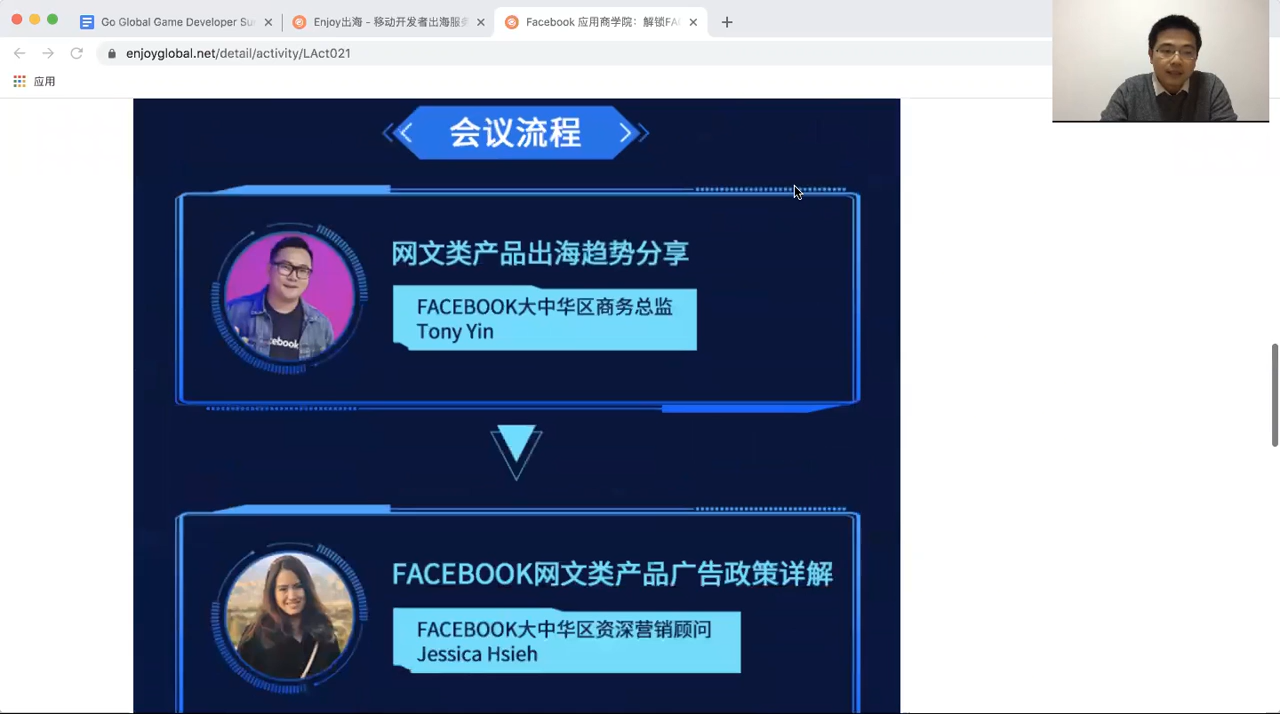 Go Global Game Developer Su
Enjoy出海 - 移动开发者出海服
Facebook 应用商学院：解锁FA
enjoyglobal.net/detail/activity/LAct021
应用
会议流程
网文类产品出海趋势分享
FACEBOOK大中华区商务总监
Tony Yin
ebook
FACEBOOK网文类产品广告政策详解
FACEBOOK大中华区资深营销顾问
Jessica Hsieh